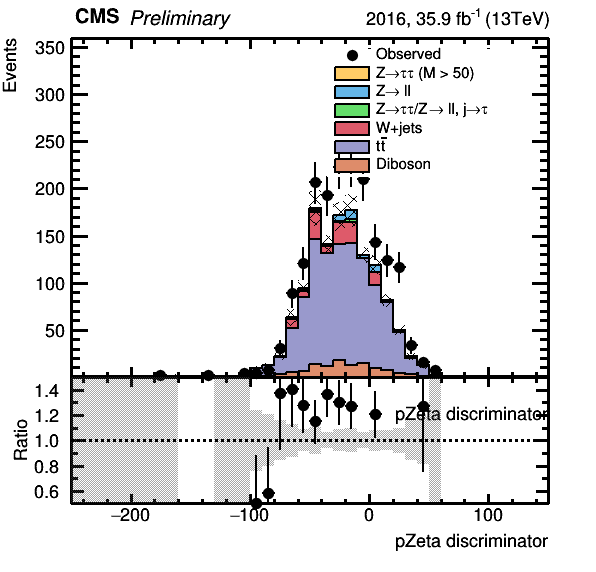 CMS Preliminary 2016, 35.9 fb⁻¹ (13TeV)
Events
350
300
250
200
150
100
50
Observed
Z→ττ (M > 50)
Z→ ll
Z→ττ/Z→ ll, j→τ
W+jets
tt̄
Diboson
Ratio
1.4
1.2
1.0
0.8
0.6
pZeta discriminator
−200 −100 0 100
pZeta discriminator